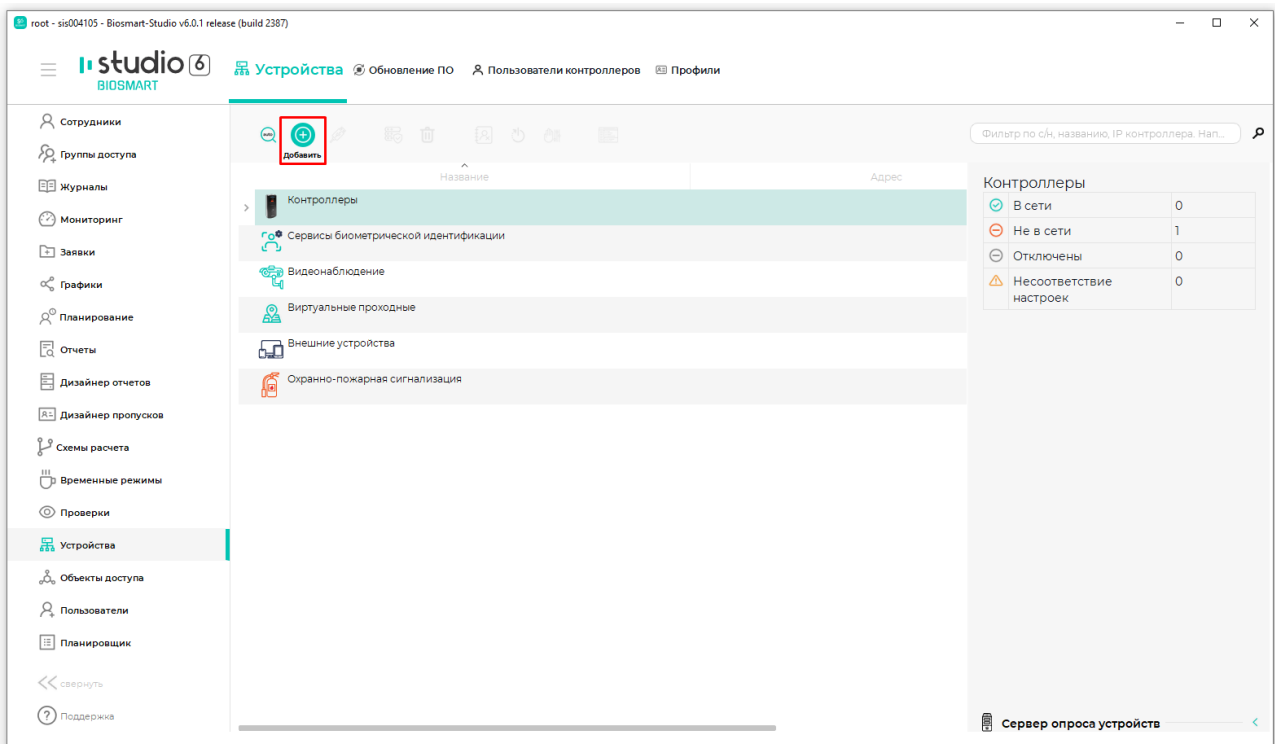 root - sis004105 - Biosmart-Studio v6.0.1 release (build 2387)
studio 6
BIOSMART
Устройства
Обновление ПО
Пользователи контроллеров
Профили
Сотрудники
Группы доступа
Журналы
Мониторинг
Заявки
Графики
Планирование
Отчеты
Дизайнер отчетов
Дизайнер пропусков
Схемы расчета
Временные режимы
Проверки
Устройства
Объекты доступа
Пользователи
Планировщик
свернуть
Поддержка
Добавить
Фильтр по с/н, названию, IP контроллера. Нап...
Название
Адрес
Контроллеры
Сервисы биометрической идентификации
Видеонаблюдение
Виртуальные проходные
Внешние устройства
Охранно-пожарная сигнализация
Контроллеры
В сети 0
Не в сети 1
Отключены 0
Несоответствие 0
настроек
Сервер опроса устройств